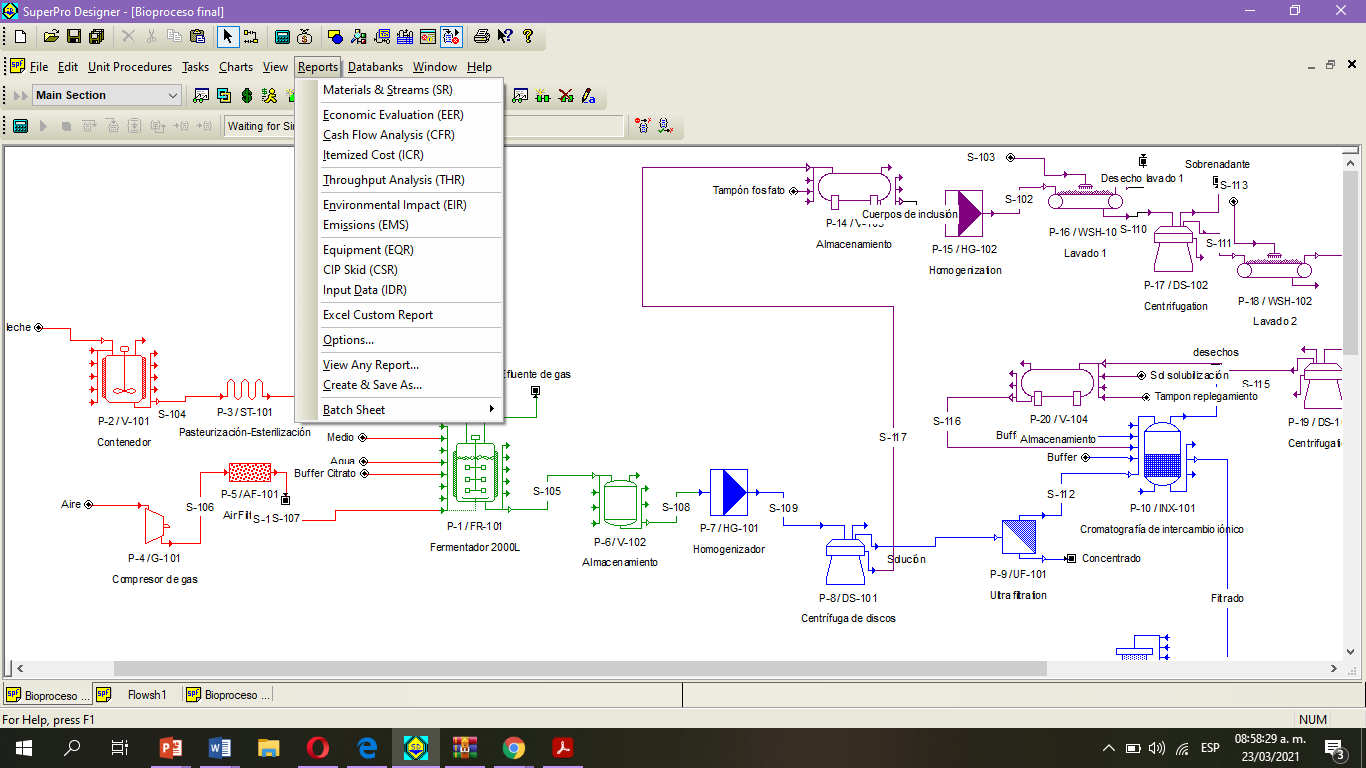 SuperPro Designer - [Bioproceso final]
File Edit Unit Procedures Tasks Charts View Reports Databanks Window Help
Main Section
Waiting for Sir
Materials & Streams (SR)
Economic Evaluation (EER)
Cash Flow Analysis (CFR)
Itemized Cost (ICR)
Throughput Analysis (THR)
Environmental Impact (EIR)
Emissions (EMS)
Equipment (EQR)
CIP Skid (CSR)
Input Data (IDR)
Excel Custom Report
Options...
View Any Report...
Create & Save As...
Batch Sheet
S-103
Desecho lavado 1
Sobrenadante
S-113
Tampón fosfato
S-102
Cuerpos de inclusión
P-14 / V-103
Almacenamiento
P-15 / HG-102
Homogenization
P-16 / WSH-10
Lavado 1
S-110
S-111
P-17 / DS-102
Centrifugation
P-18 / WSH-102
Lavado 2
leche
P-2 / V-101
Contenedor
S-104
P-3 / ST-101
Pasteurización-Esterilización
Efluente de gas
desechos
Sol solubilización
S-115
Tampon replegamiento
P-20 / V-104
Almacenamiento
S-116
P-19 / DS-10
Centrifugati
S-117
Medio
Agua
Buffer Citrato
Buff
Buffer
P-5 / AF-101
Air Fil
S-1
S-107
S-106
Aire
P-4 / G-101
Compresor de gas
P-1 / FR-101
Fermentador 2000L
S-105
P-6 / V-102
Almacenamiento
S-108
P-7 / HG-101
Homogenizador
S-109
Solución
P-8 / DS-101
Centrífuga de discos
S-112
P-10 / INX-101
Cromatografía de intercambio iónico
P-9 / UF-101
Ultra filtration
Concentrado
Filtrado
Bioproceso ... Flowsh1 Bioproceso ...
For Help, press F1
NUM
ESP
08:58:29 a. m.
23/03/2021
3